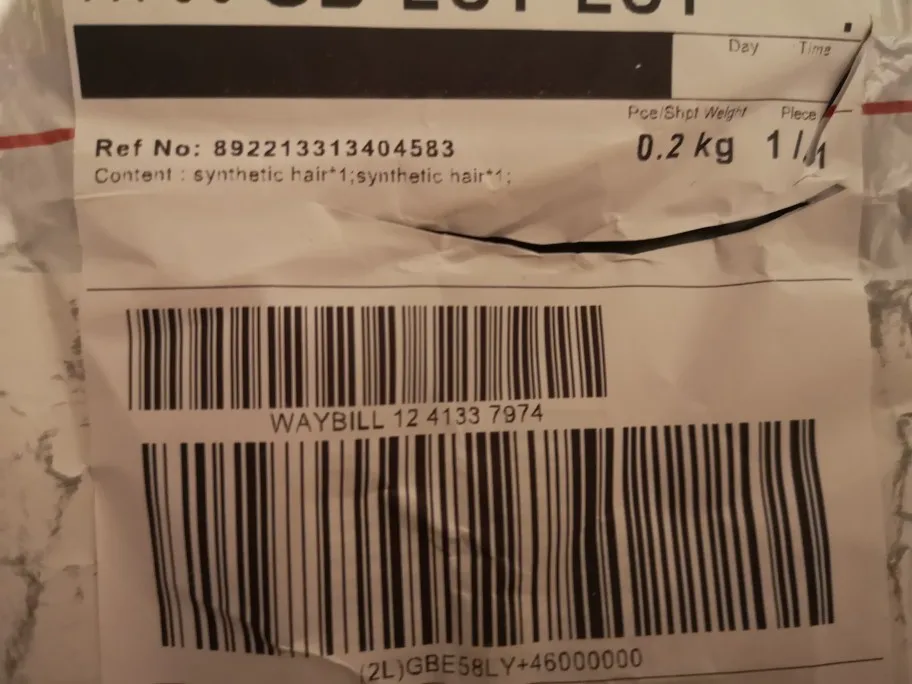 Day Time
Pce/Shpt Weight Piece
Ref No: 892213313404583 0.2 kg 1/1
Content : synthetic hair*1;synthetic hair*1;
WAYBILL 12 4133 7974
(2L)GBE58LY+46000000